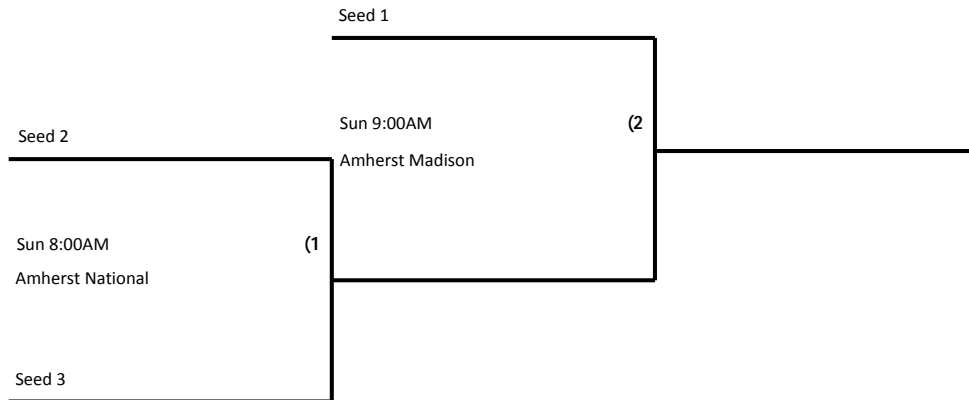 Seed 1
Sun 9:00AM (2
Seed 2
Amherst Madison
Sun 8:00AM (1
Amherst National
Seed 3